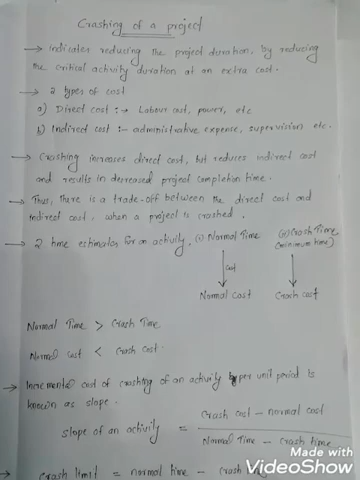 Crashing of a project
→ indicates reducing the project duration, by reducing
the critical activity duration at an extra cost.
→ 2 types of cost
a) Direct cost :→ Labour cost, power, etc
b) Indirect cost :- administrative expense, supervision etc.
→ Crashing increases direct cost, but reduces indirect cost
and results in decreased project completion time.
→ Thus, there is a trade-off between the direct cost and
indirect cost, when a project is crashed.
→ 2 time estimates for an activity, (i) Normal Time (ii) Crash Time
(minimum time)
cost
Normal cost Crash cost
Normal Time > Crash Time
Normal cost < Crash cost.
→ Incremental cost of crashing of an activity per unit period is
known as slope.
slope of an activity = crash cost - normal cost
Normal Time - crash time
→ crash limit = normal time - crash
Made with
VideoShow